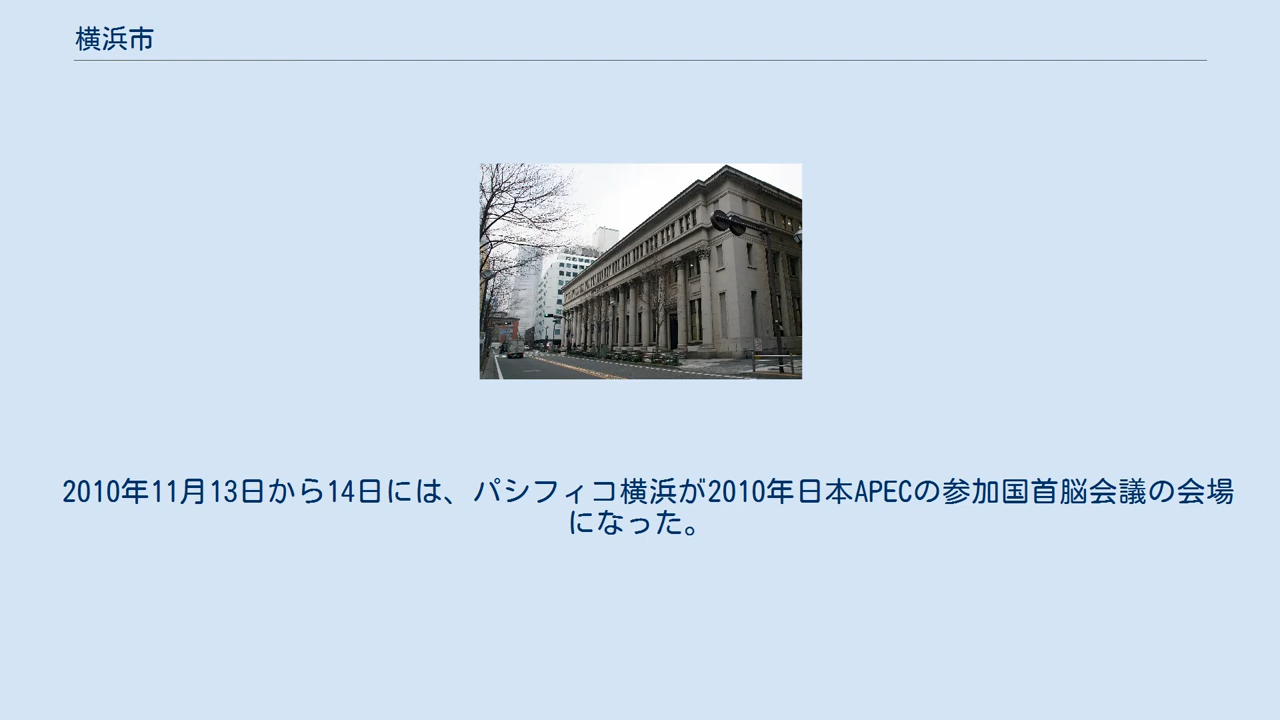 横浜市
2010年11月13日から14日には、パシフィコ横浜が2010年日本APECの参加国首脳会議の会場
になった。